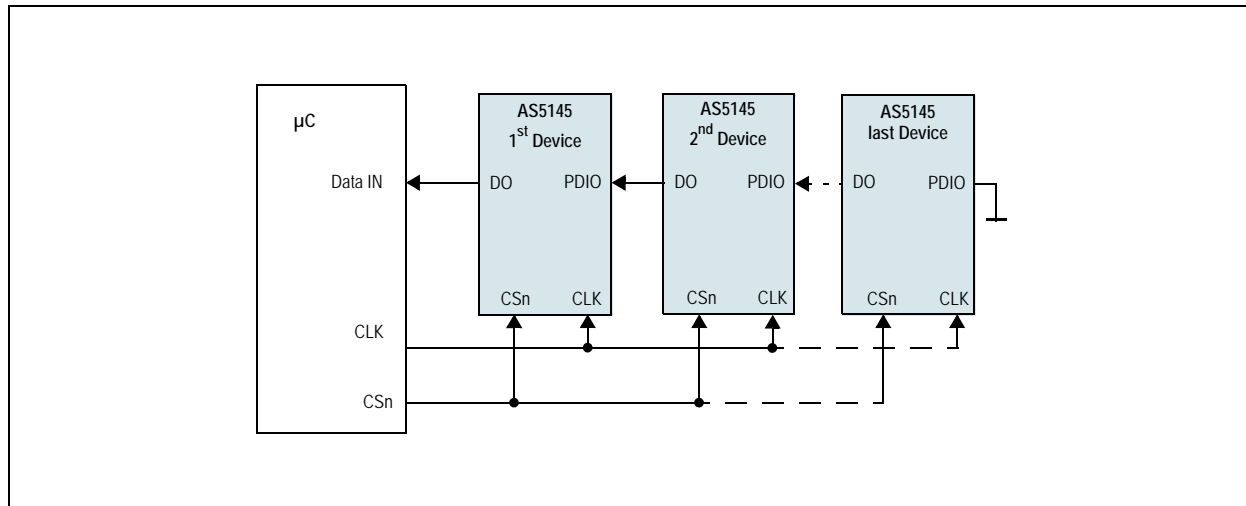 µC
Data IN
CLK
CSn
AS5145
1st Device
DO PDIO
CSn CLK
AS5145
2nd Device
DO PDIO
CSn CLK
AS5145
last Device
DO PDIO
CSn CLK